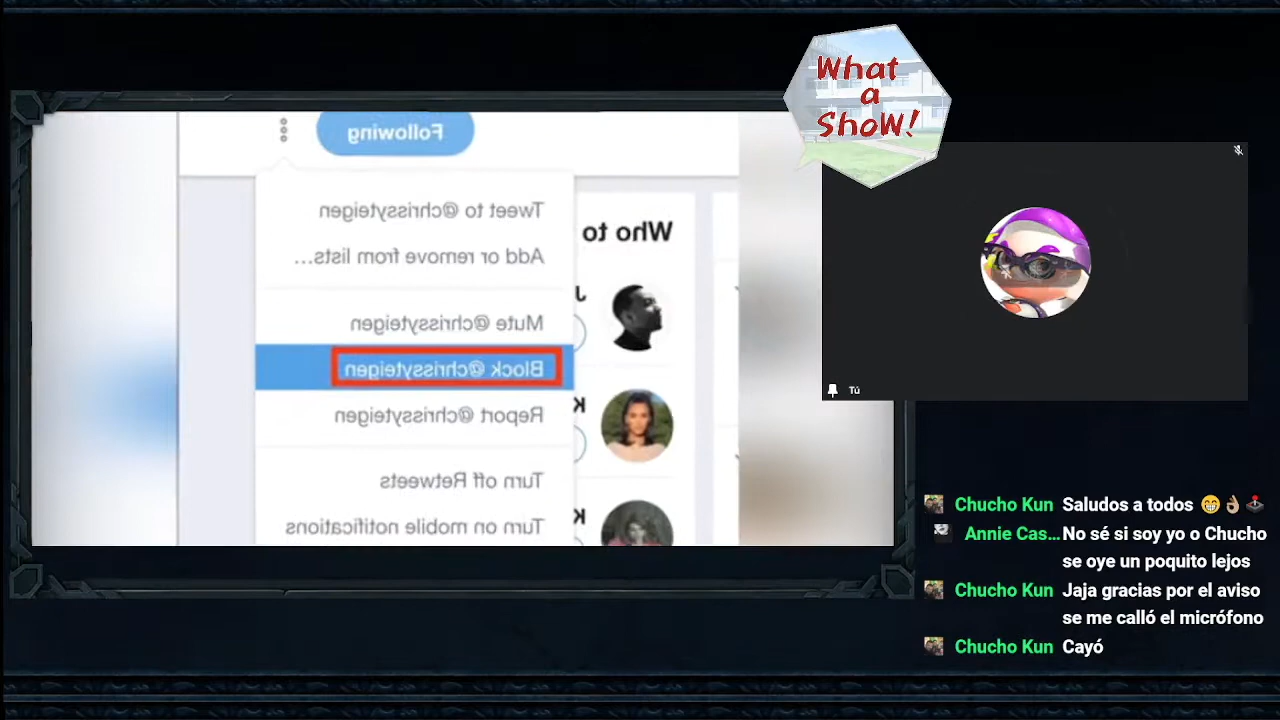 What
a
ShoW!
Following
Tweet to @chrissyteigen
Add or remove from lists...
Mute @chrissyteigen
Block @chrissyteigen
Report @chrissyteigen
Turn off Retweets
Turn on mobile notifications
Who to
J
K
K
Tú
Chucho Kun Saludos a todos 😁👌🏼🕹️
Annie Cas... No sé si soy yo o Chucho
se oye un poquito lejos
Chucho Kun Jaja gracias por el aviso
se me calló el micrófono
Chucho Kun Cayó